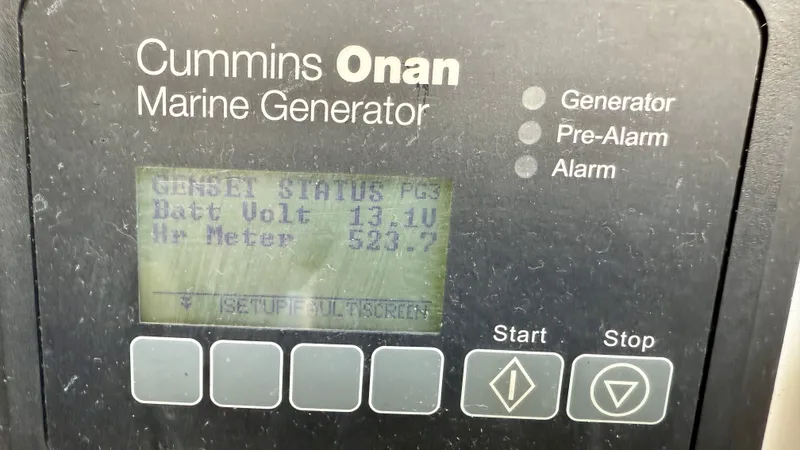 Cummins Onan
Marine Generator
Generator
Pre-Alarm
Alarm
GENSET STATUS PG3
Batt Volt 13.1V
Hr Meter 523.7
SETUP|FAULT|SCREEN
Start
Stop